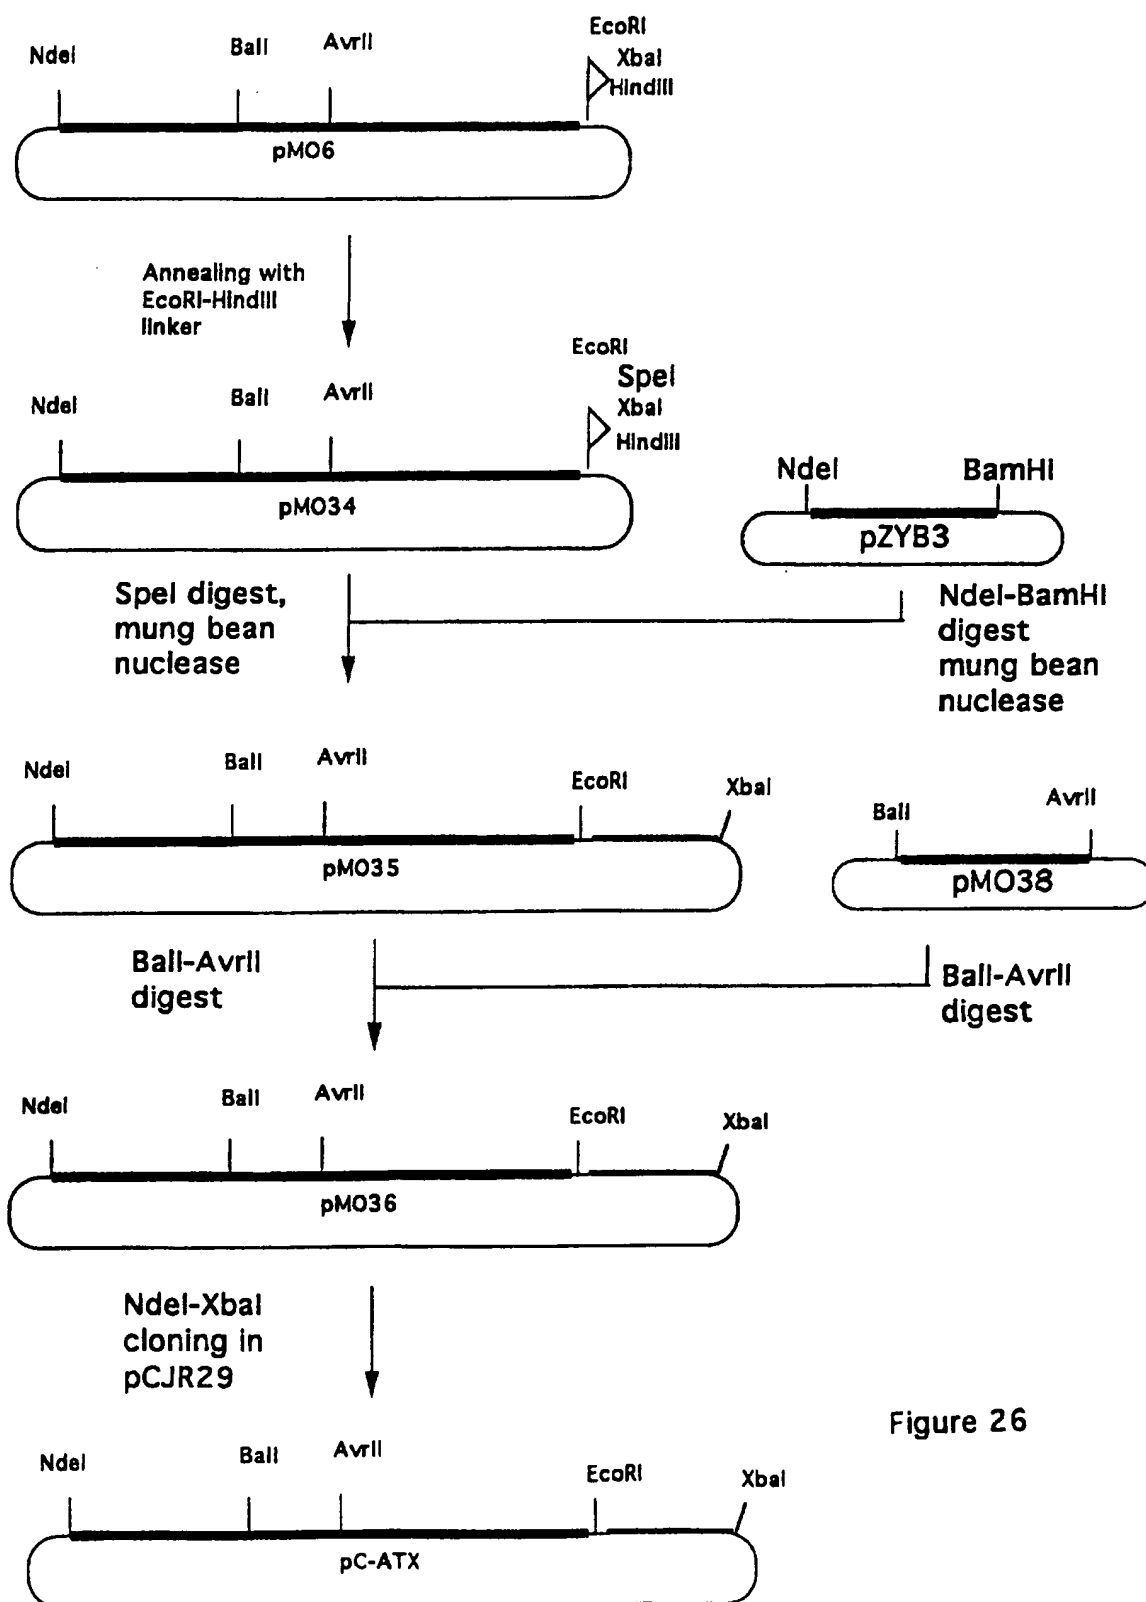 EcoRI
NdeI
BalI
AvrII
XbaI
HindIII
pMO6
Annealing with
EcoRI-HindIII
linker
EcoRI
SpeI
NdeI
BalI
AvrII
XbaI
HindIII
pMO34
NdeI
BamHI
pZYB3
SpeI digest,
mung bean
nuclease
NdeI-BamHI
digest
mung bean
nuclease
NdeI
BalI
AvrII
EcoRI
XbaI
pMO35
BalI
AvrII
pMO38
BalI-AvrII
digest
BalI-AvrII
digest
NdeI
BalI
AvrII
EcoRI
XbaI
pMO36
NdeI-XbaI
cloning in
pCJR29
Figure 26
NdeI
BalI
AvrII
EcoRI
XbaI
pC-ATX